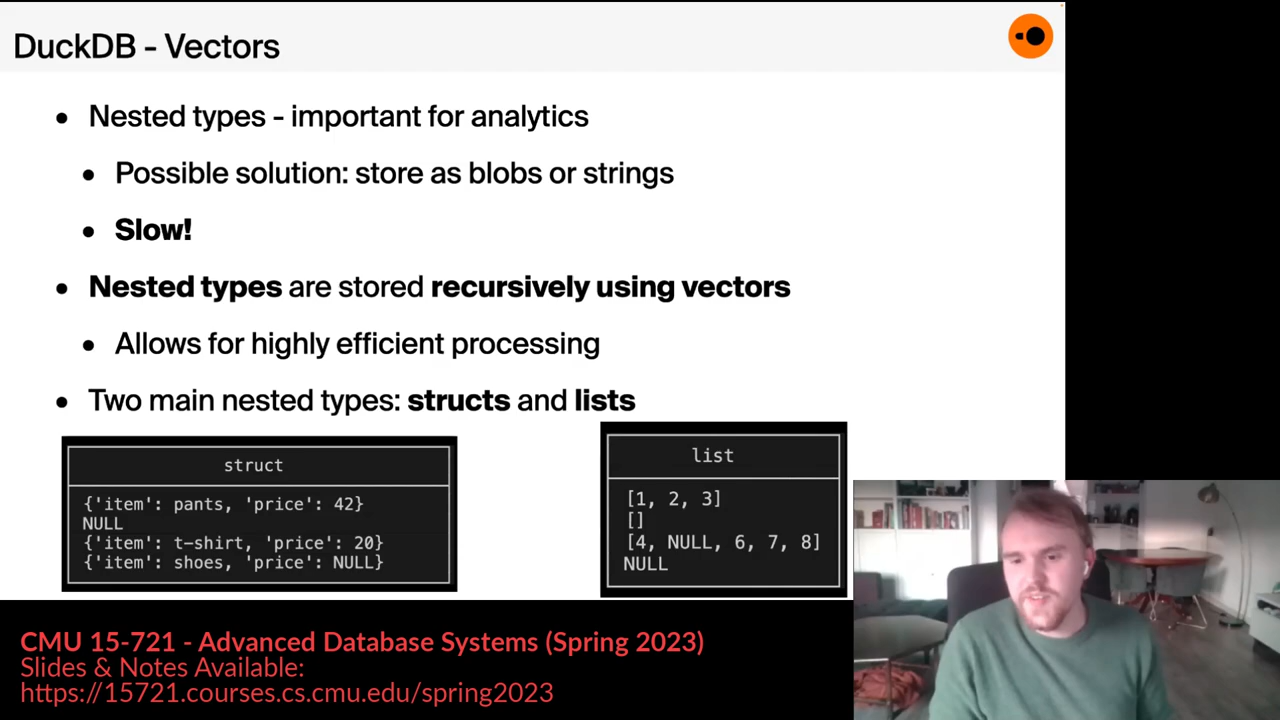 DuckDB - Vectors
• Nested types - important for analytics
• Possible solution: store as blobs or strings
• Slow!
• Nested types are stored recursively using vectors
• Allows for highly efficient processing
• Two main nested types: structs and lists
struct
{'item': pants, 'price': 42}
NULL
{'item': t-shirt, 'price': 20}
{'item': shoes, 'price': NULL}
list
[1, 2, 3]
[]
[4, NULL, 6, 7, 8]
NULL
CMU 15-721 - Advanced Database Systems (Spring 2023)
Slides & Notes Available:
https://15721.courses.cs.cmu.edu/spring2023